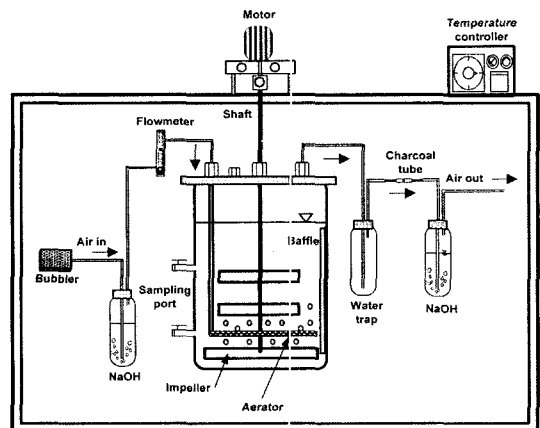 Motor
Temperature
controller
Flowmeter
Shaft
Charcoal
tube
Air out
Air in
Baffle
Bubbler
Sampling
port
Water
trap
NaOH
NaOH
Impeller
Aerator